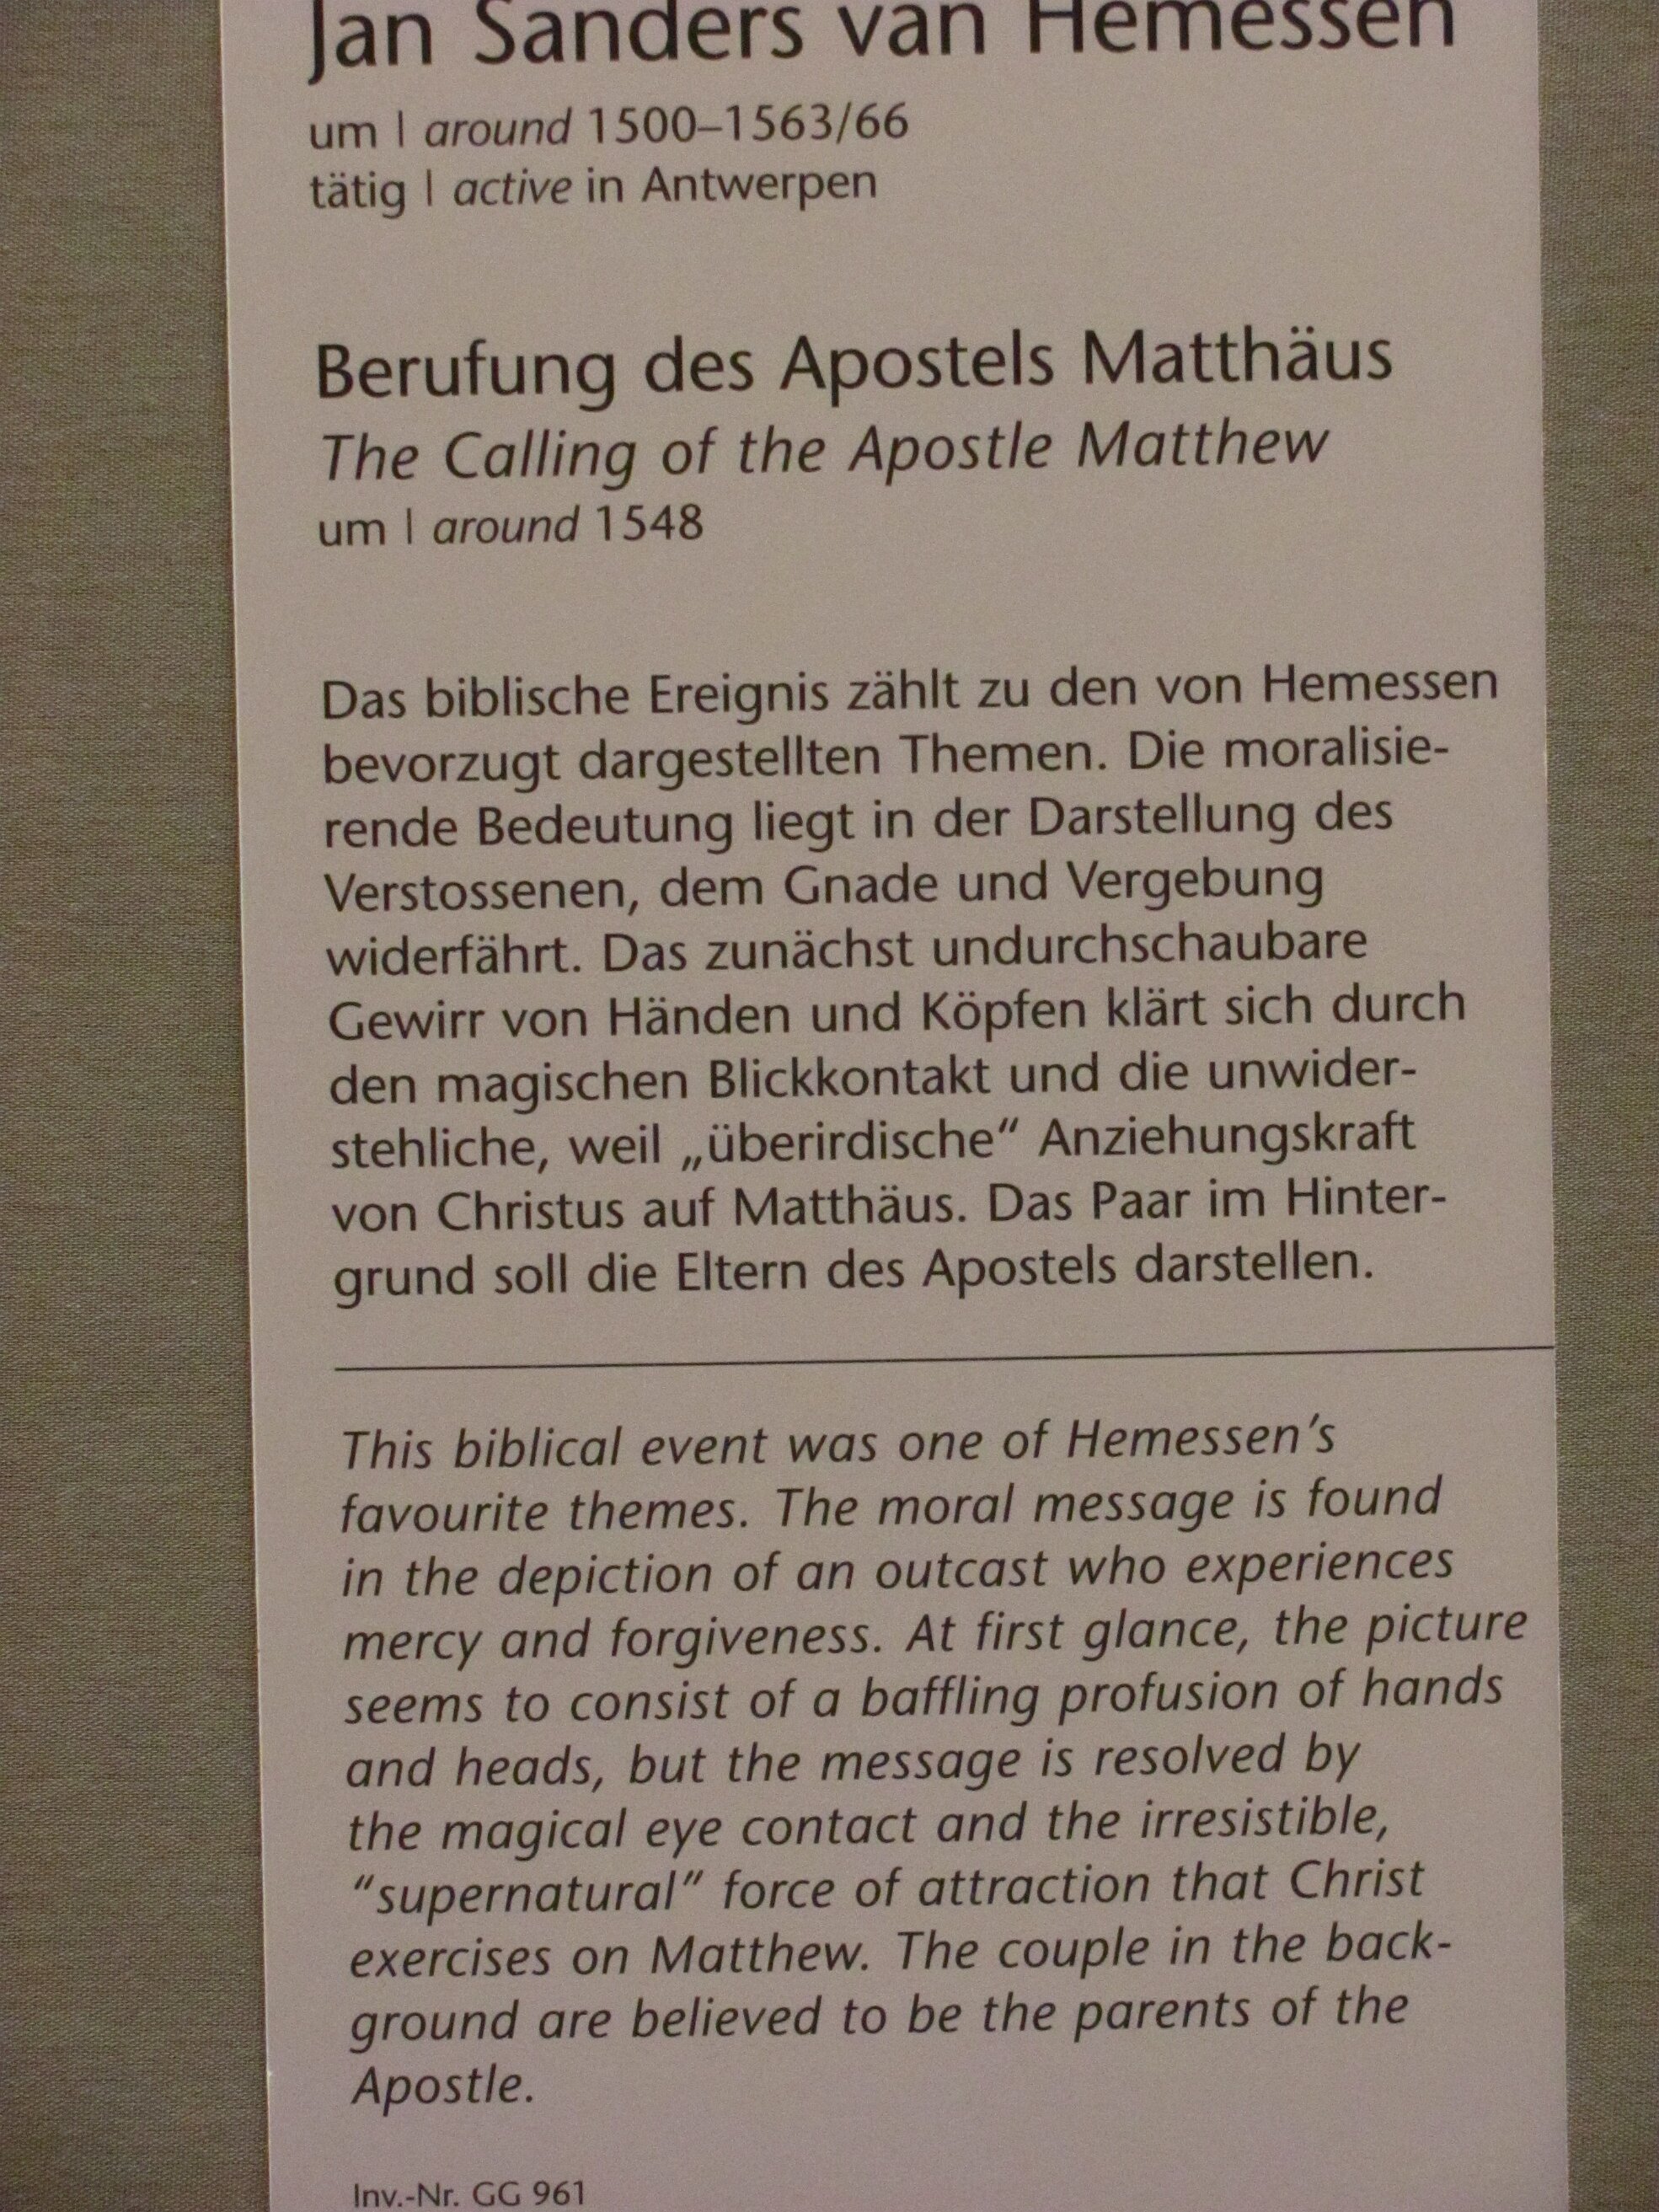 Jan Sanders van Hemessen
um | around 1500–1563/66
tätig | active in Antwerpen
Berufung des Apostels Matthäus
The Calling of the Apostle Matthew
um | around 1548
Das biblische Ereignis zählt zu den von Hemessen
bevorzugt dargestellten Themen. Die moralisie-
rende Bedeutung liegt in der Darstellung des
Verstossenen, dem Gnade und Vergebung
widerfährt. Das zunächst undurchschaubare
Gewirr von Händen und Köpfen klärt sich durch
den magischen Blickkontakt und die unwider-
stehliche, weil „überirdische“ Anziehungskraft
von Christus auf Matthäus. Das Paar im Hinter-
grund soll die Eltern des Apostels darstellen.
This biblical event was one of Hemessen’s
favourite themes. The moral message is found
in the depiction of an outcast who experiences
mercy and forgiveness. At first glance, the picture
seems to consist of a baffling profusion of hands
and heads, but the message is resolved by
the magical eye contact and the irresistible,
“supernatural” force of attraction that Christ
exercises on Matthew. The couple in the back-
ground are believed to be the parents of the
Apostle.
Inv.-Nr. GG 961